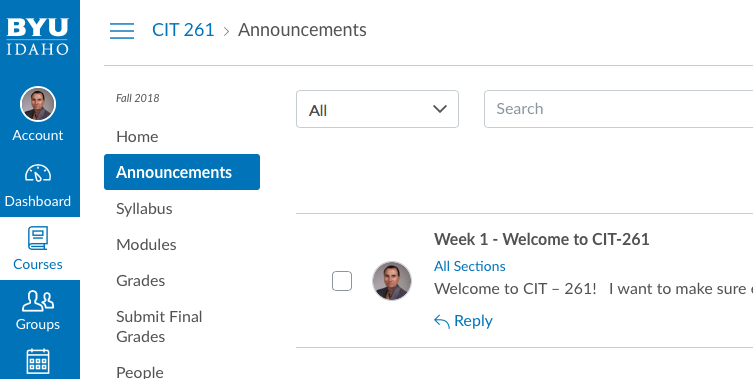 BYU
IDAHO
Account
Dashboard
Courses
Groups
CIT 261 > Announcements
Fall 2018
Home
Announcements
Syllabus
Modules
Grades
Submit Final
Grades
People
All
Search
Week 1 - Welcome to CIT-261
All Sections
Welcome to CIT – 261! I want to make sure
Reply